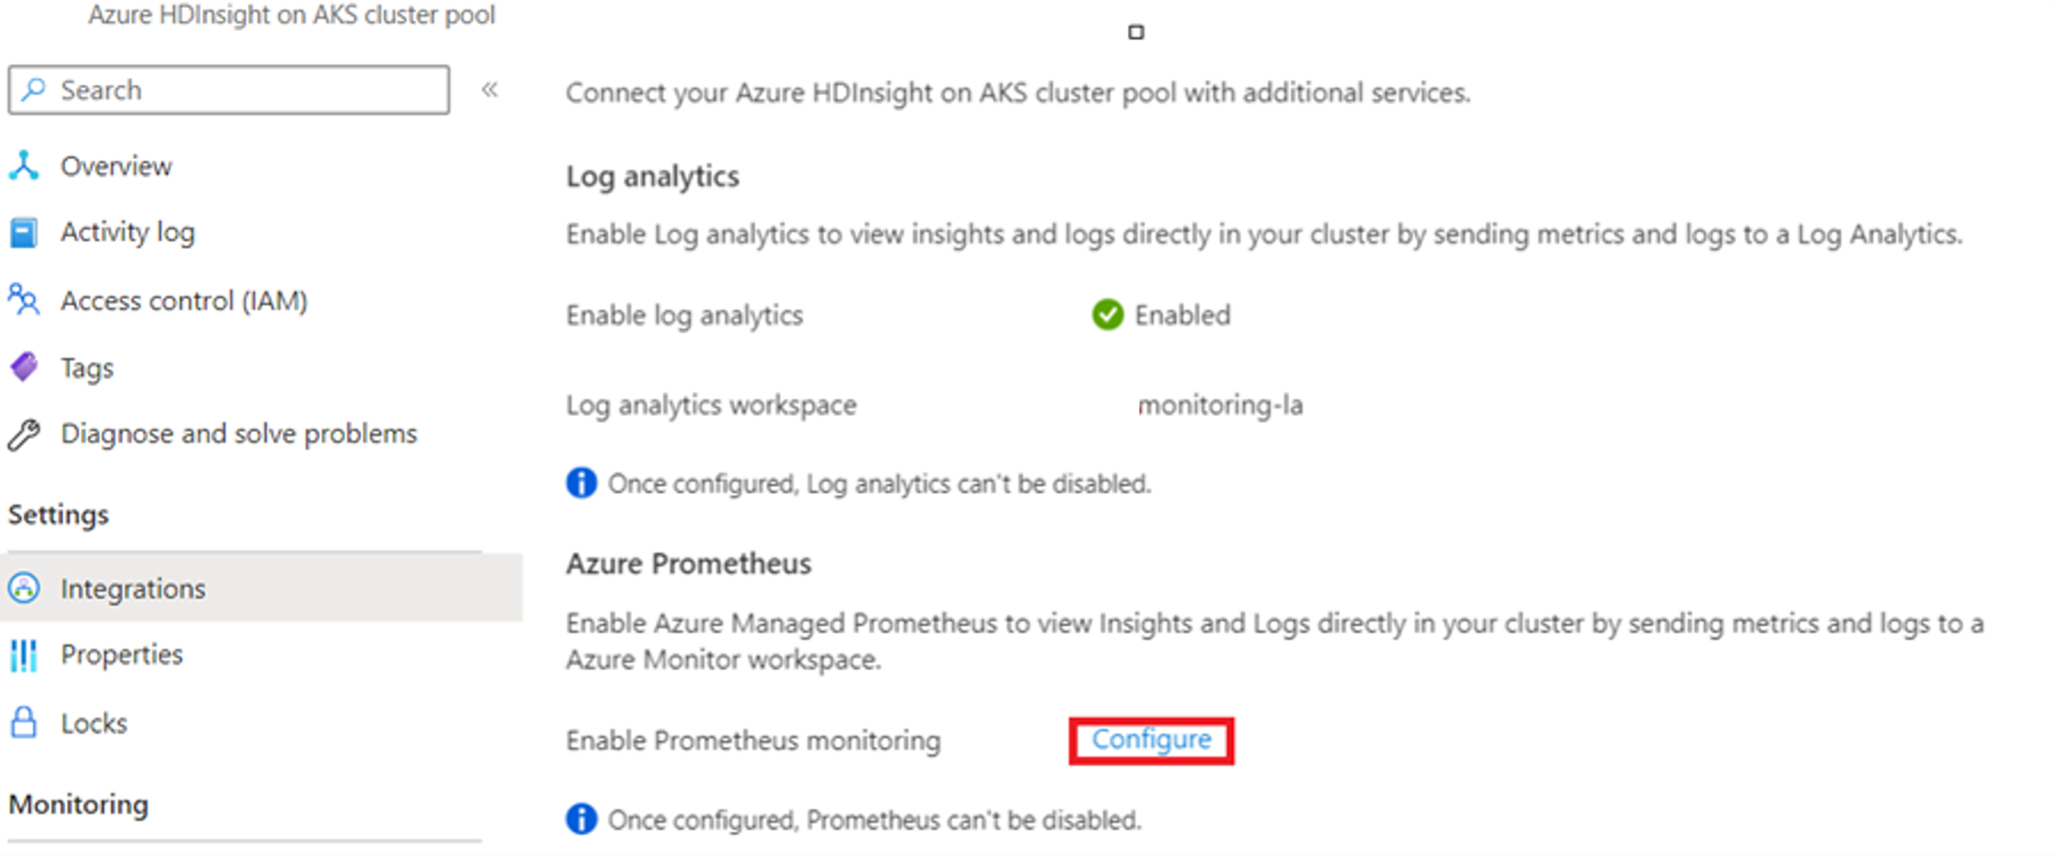 Azure HDInsight on AKS cluster pool
Search
Overview
Activity log
Access control (IAM)
Tags
Diagnose and solve problems
Settings
Integrations
Properties
Locks
Monitoring
Connect your Azure HDInsight on AKS cluster pool with additional services.
Log analytics
Enable Log analytics to view insights and logs directly in your cluster by sending metrics and logs to a Log Analytics.
Enable log analytics Enabled
Log analytics workspace monitoring-la
Once configured, Log analytics can't be disabled.
Azure Prometheus
Enable Azure Managed Prometheus to view Insights and Logs directly in your cluster by sending metrics and logs to a
Azure Monitor workspace.
Enable Prometheus monitoring Configure
Once configured, Prometheus can't be disabled.